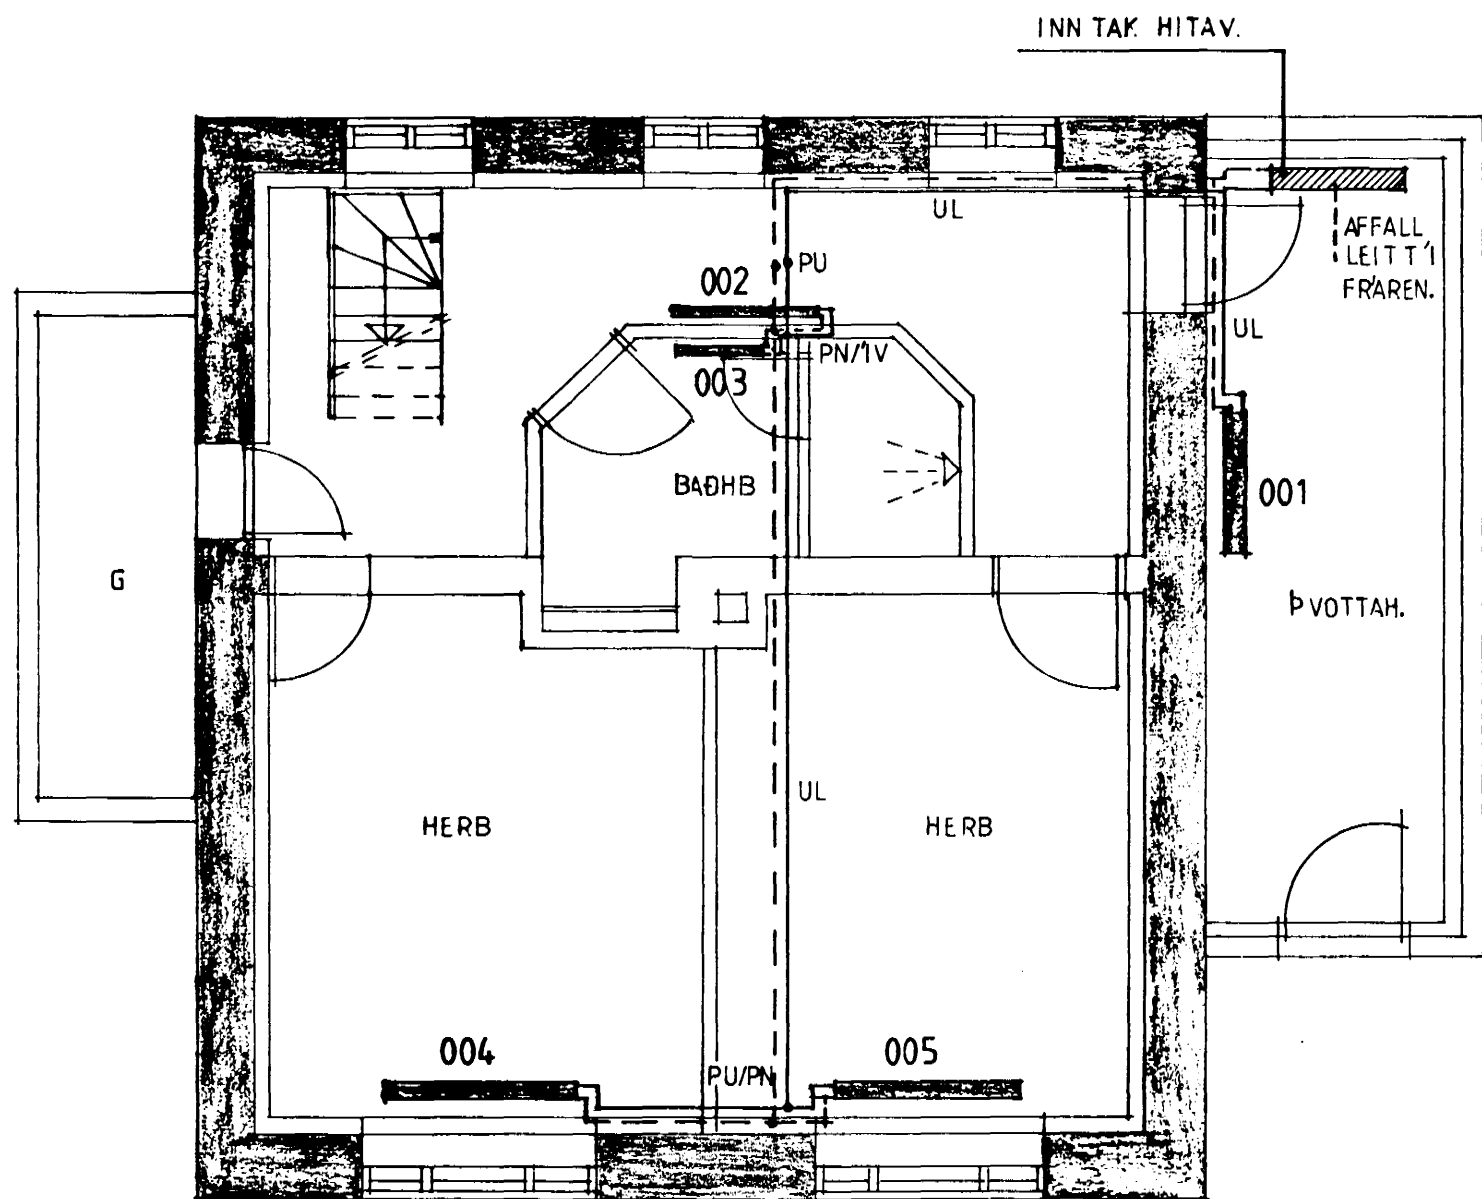 INN TAK HITAV.
UL
AFFALL
LEITT Í
FRÁREN.
PU
002
UL
PN/ÍV
003
BAÐHB
001
G
ÞVOTTAH.
UL
HERB
HERB
004
005
PU/PN